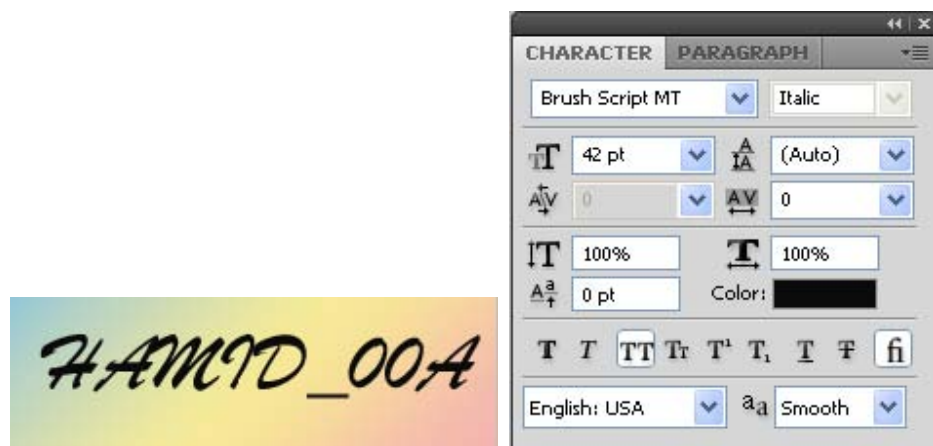 CHARACTER PARAGRAPH
Brush Script MT Italic
42 pt (Auto)
0 0
100% 100%
0 pt Color:
T T TT Tr T¹ T₁ T T fi
English: USA aa Smooth
HAMID_00A